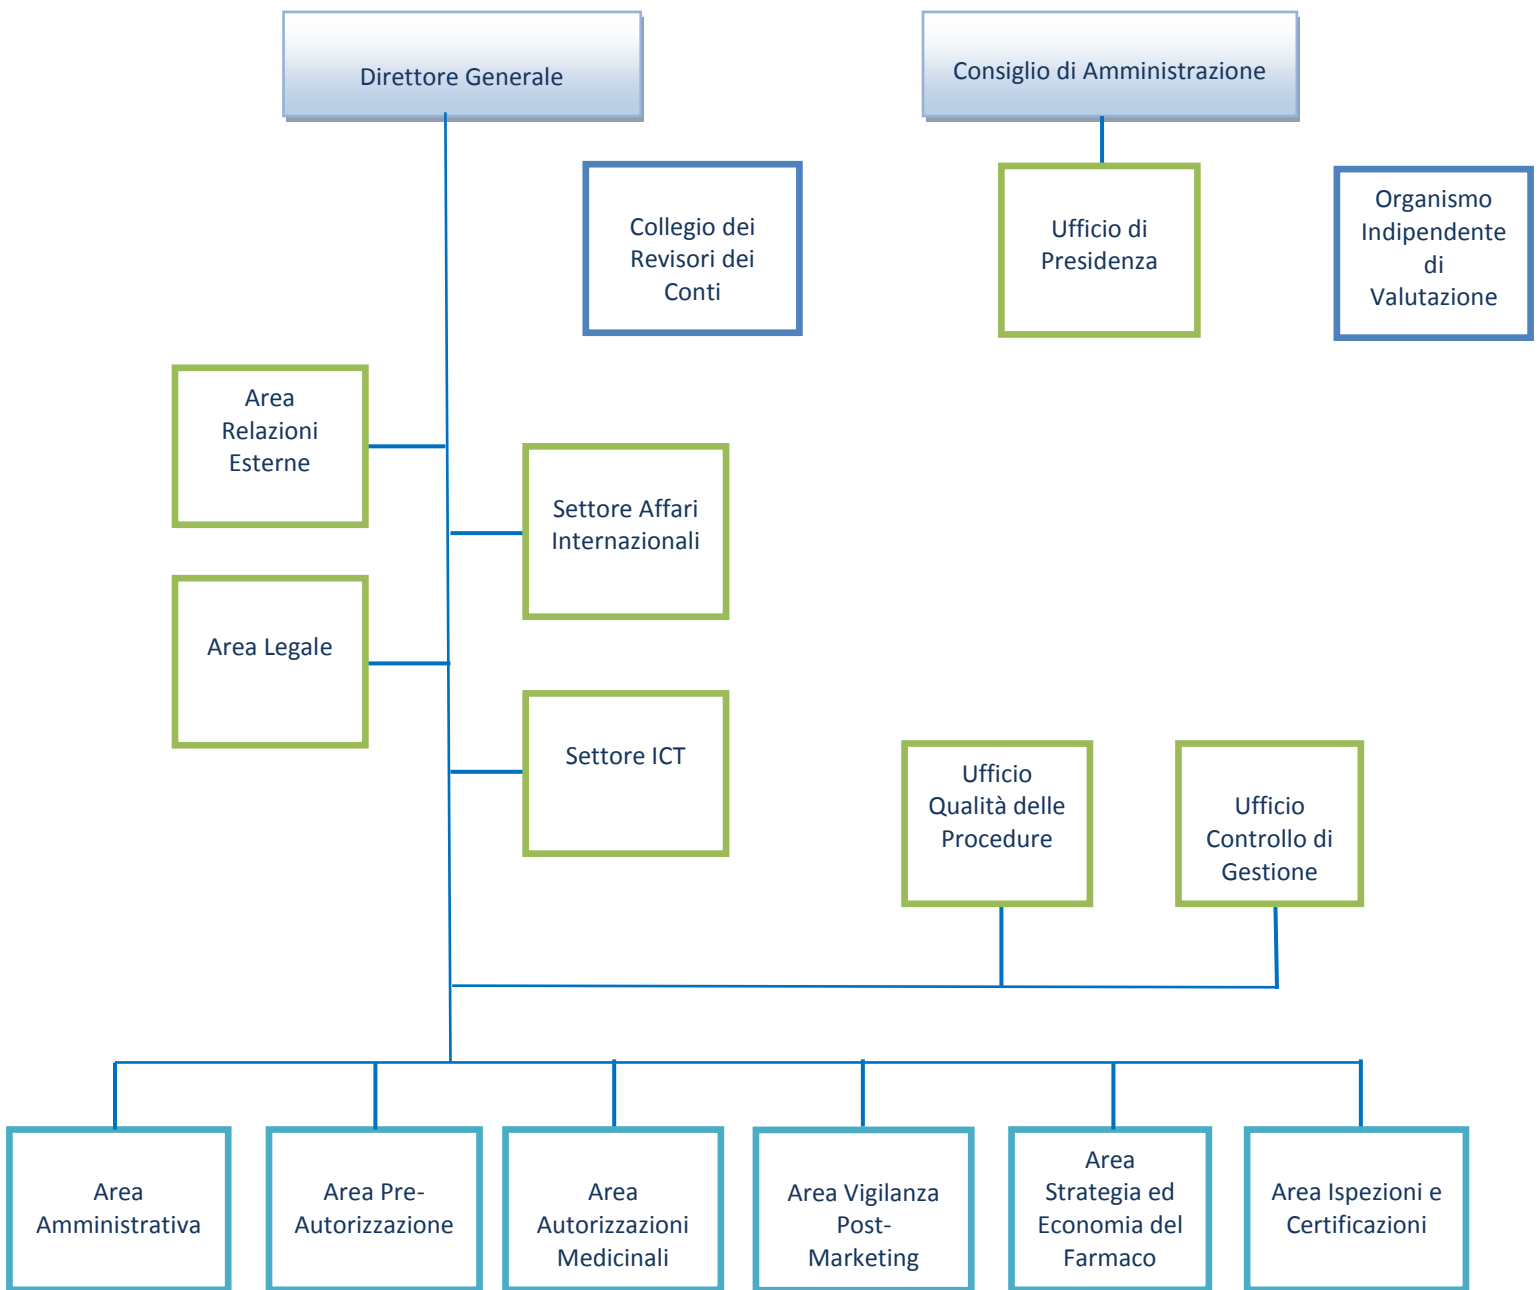 Direttore Generale
Consiglio di Amministrazione
Collegio dei
Revisori dei
Conti
Ufficio di
Presidenza
Organismo
Indipendente
di
Valutazione
Area
Relazioni
Esterne
Settore Affari
Internazionali
Area Legale
Settore ICT
Ufficio
Qualità delle
Procedure
Ufficio
Controllo di
Gestione
Area
Amministrativa
Area Pre-
Autorizzazione
Area
Autorizzazioni
Medicinali
Area Vigilanza
Post-
Marketing
Area
Strategia ed
Economia del
Farmaco
Area Ispezioni e
Certificazioni